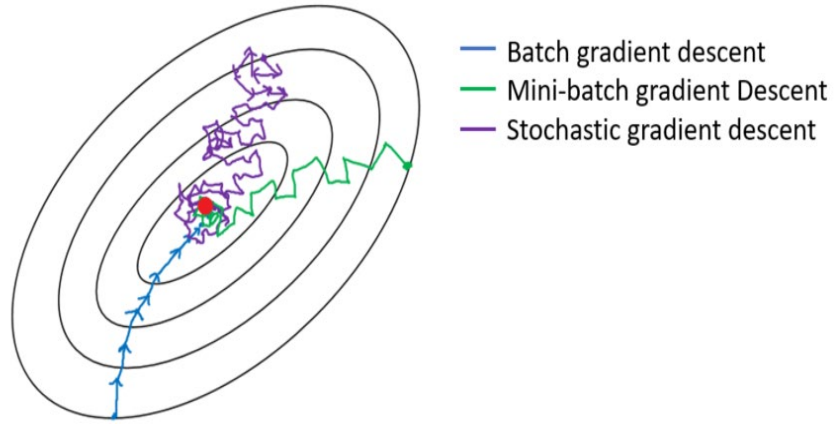 Batch gradient descent
Mini-batch gradient Descent
Stochastic gradient descent